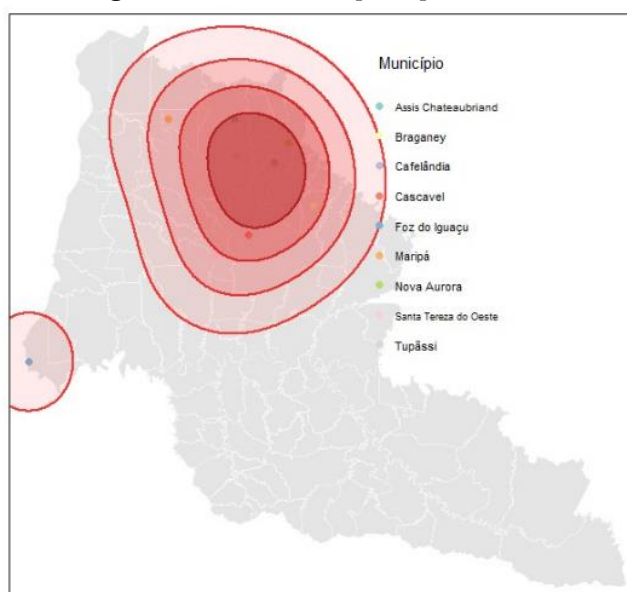 Município
Assis Chateaubriand
Braganey
Cafelândia
Cascavel
Foz do Iguaçu
Maripá
Nova Aurora
Santa Tereza do Oeste
Tupãssi